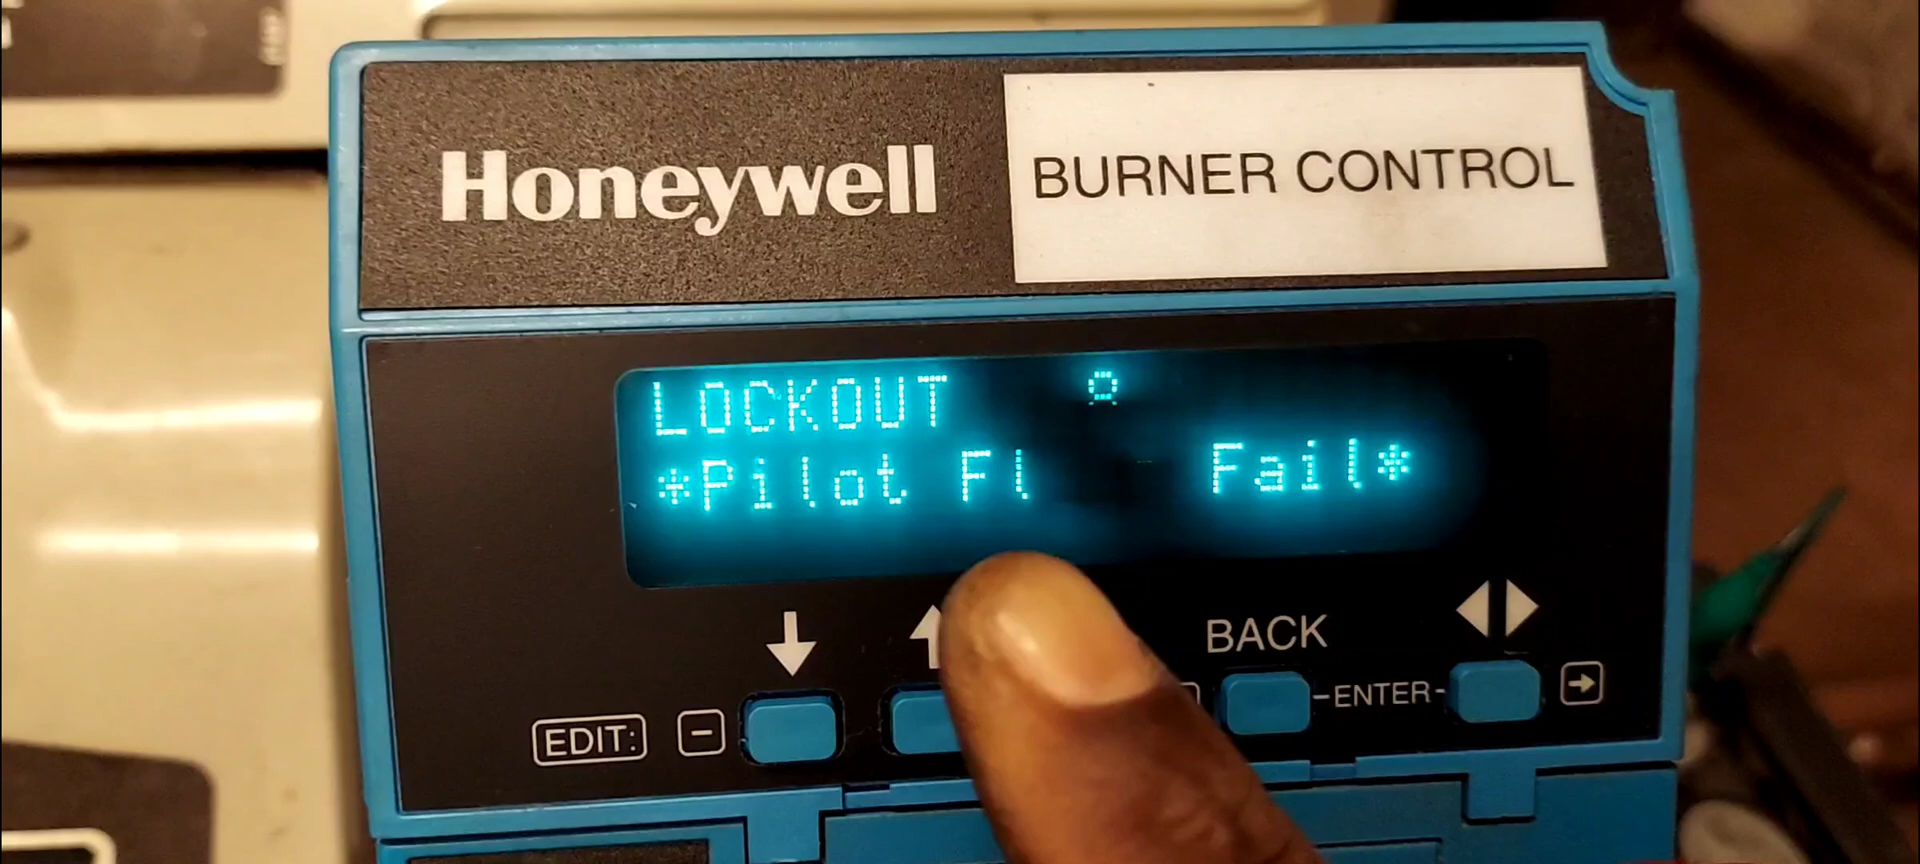 Honeywell
BURNER CONTROL
LOCKOUT
*Pilot Fl Fail*
BACK
EDIT: -
-ENTER-